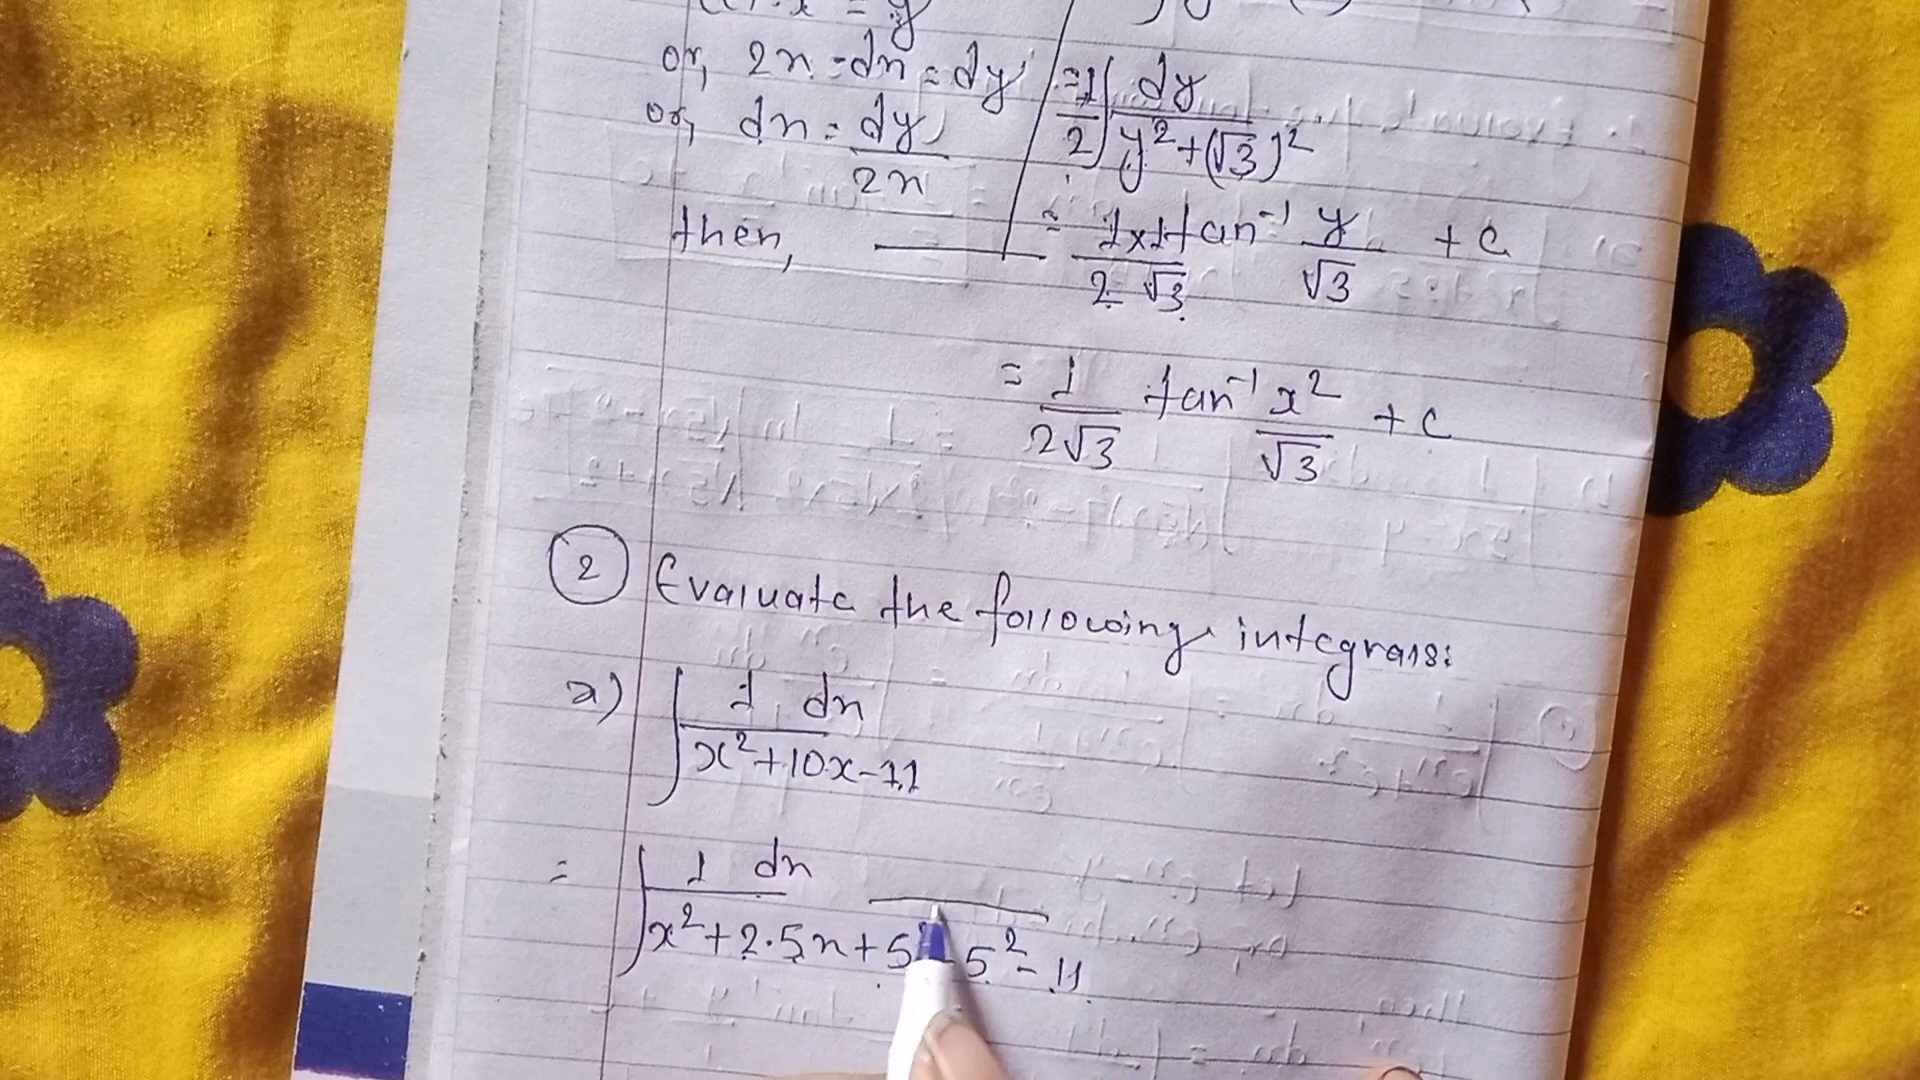 or, 2x = dx = dy
or, dx = dy/2x
= 1/2 ∫ dy / y² + (√3)²
then, = 1×1/2 √3 tan⁻¹ y/√3 + c
= 1/2√3 tan⁻¹ x²/√3 + c
2 Evaluate the following integrals:
a) ∫ 1 dx / x² + 10x - 11
= ∫ 1 dx / x² + 2·5x + 5² - 5² - 11